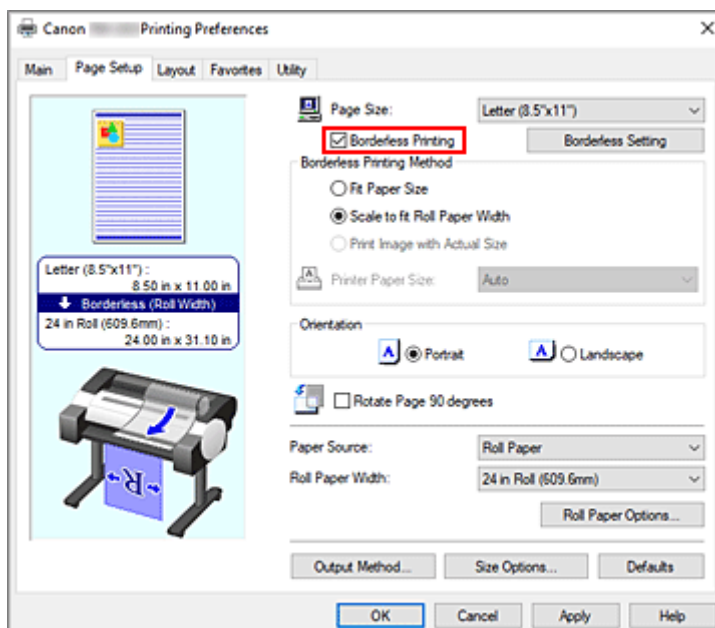 Canon Printing Preferences
Main Page Setup Layout Favorites Utility
Page Size: Letter (8.5"x11")
Borderless Printing Borderless Setting
Borderless Printing Method
Fit Paper Size
Scale to fit Roll Paper Width
Print Image with Actual Size
Printer Paper Size: Auto
Letter (8.5"x11") :
8.50 in x 11.00 in
Borderless (Roll Width)
24 in Roll (609.6mm) :
24.00 in x 31.10 in
Orientation
A Portrait A Landscape
Rotate Page 90 degrees
R
Paper Source: Roll Paper
Roll Paper Width: 24 in Roll (609.6mm)
Roll Paper Options...
Output Method... Size Options... Defaults
OK Cancel Apply Help